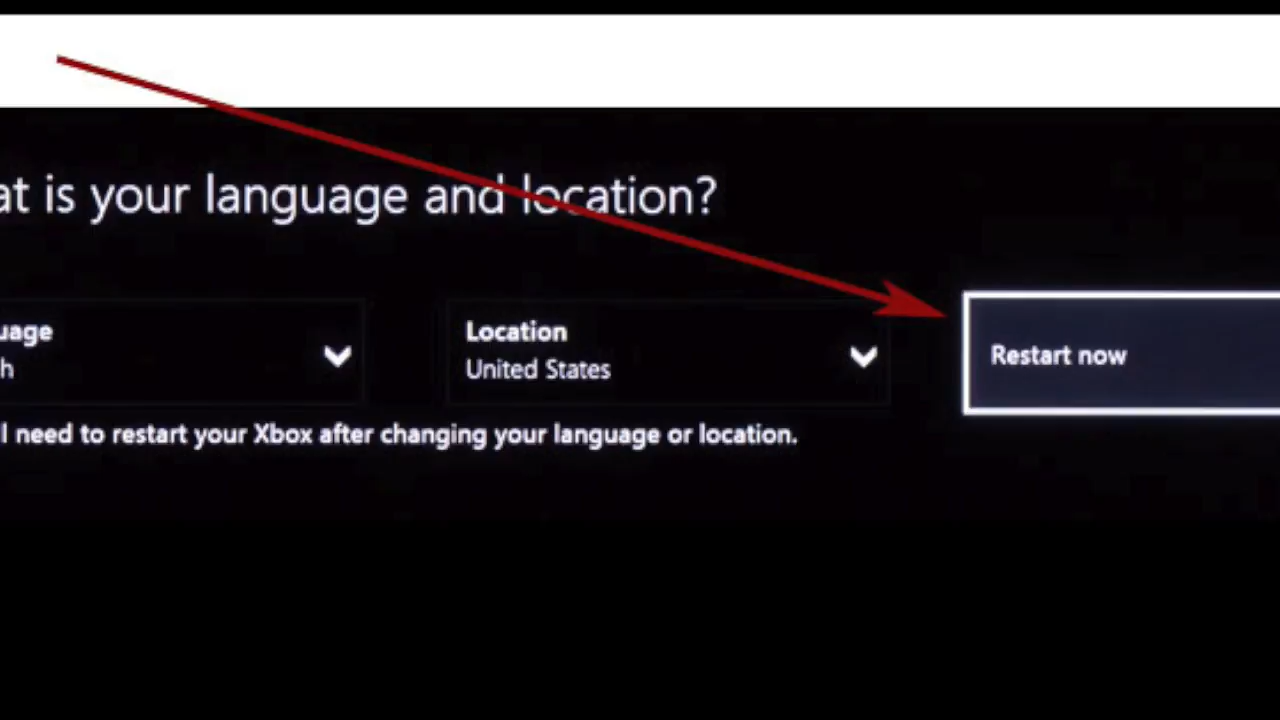 at is your language and location?
uage
h
Location
United States
Restart now
l need to restart your Xbox after changing your language or location.